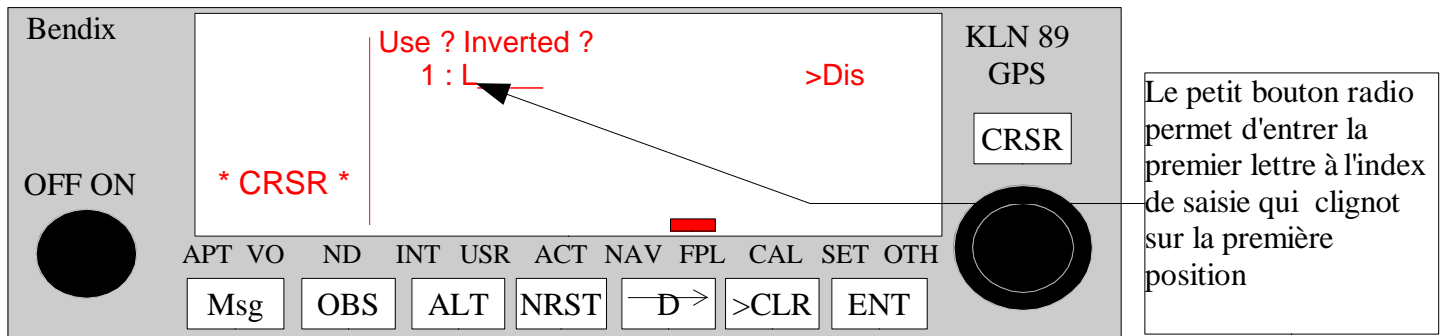 Bendix
Use ? Inverted ?
1 : L____
>Dis
* CRSR *
OFF ON
KLN 89
GPS
CRSR
APT VO ND INT USR ACT NAV FPL CAL SET OTH
Msg OBS ALT NRST D >CLR ENT
Le petit bouton radio
permet d'entrer la
premier lettre à l'index
de saisie qui clignot
sur la première
position